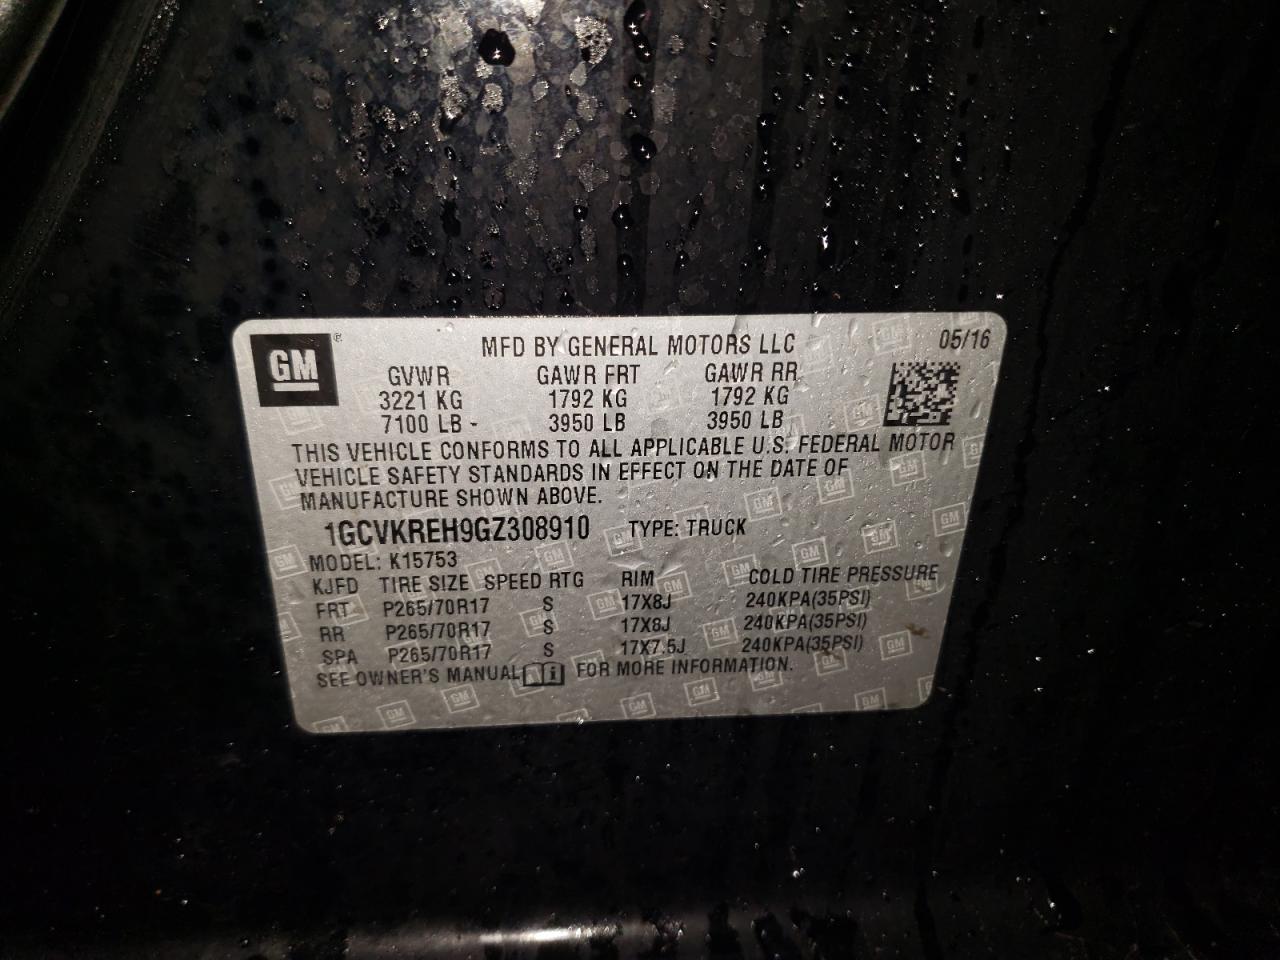 GM
MFD BY GENERAL MOTORS LLC 05/16
GVWR GAWR FRT GAWR RR
3221 KG 1792 KG 1792 KG
7100 LB 3950 LB 3950 LB
THIS VEHICLE CONFORMS TO ALL APPLICABLE U.S. FEDERAL MOTOR
VEHICLE SAFETY STANDARDS IN EFFECT ON THE DATE OF
MANUFACTURE SHOWN ABOVE.
1GCVKREH9GZ308910 TYPE: TRUCK
MODEL: K15753
KJFD TIRE SIZE SPEED RTG RIM COLD TIRE PRESSURE
FRT P265/70R17 S 17X8J 240KPA(35PSI)
RR P265/70R17 S 17X8J 240KPA(35PSI)
SPA P265/70R17 S 17X7.5J 240KPA(35PSI)
SEE OWNER'S MANUAL FOR MORE INFORMATION.